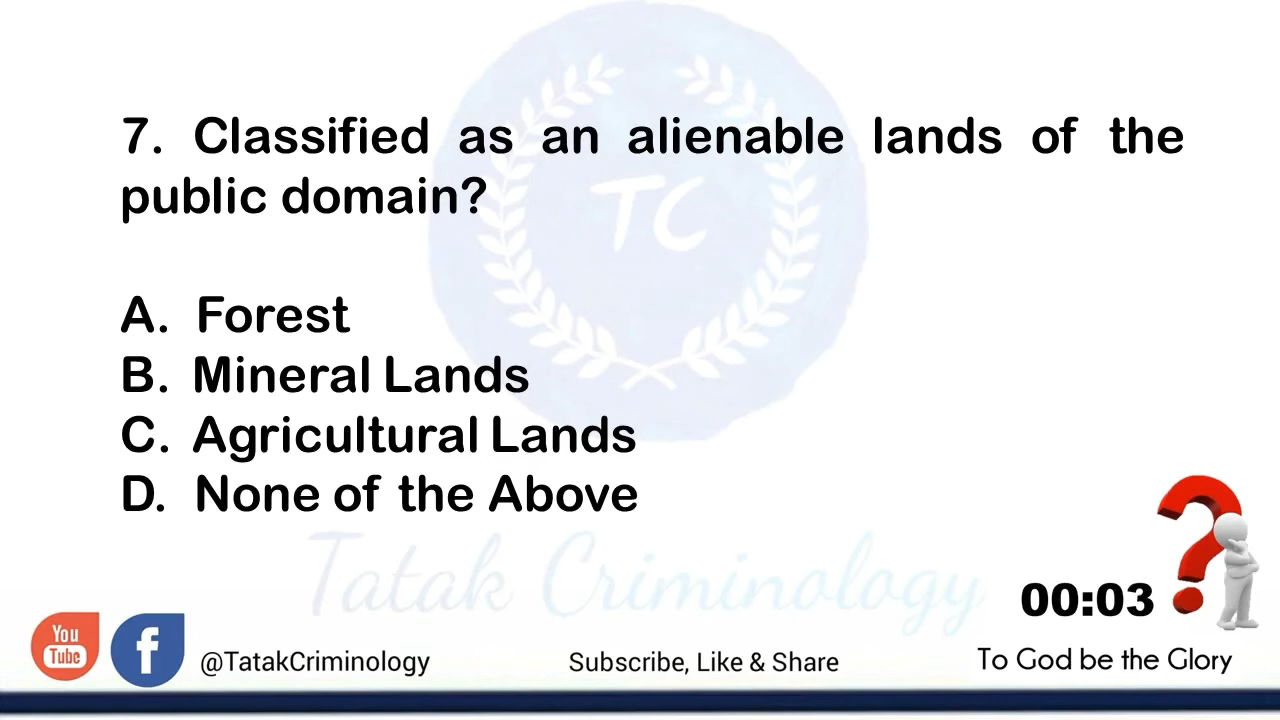 7. Classified as an alienable lands of the
public domain?
A. Forest
B. Mineral Lands
C. Agricultural Lands
D. None of the Above
TC
Tatak Criminology
00:03
You
Tube
f
@TatakCriminology
Subscribe, Like & Share
To God be the Glory